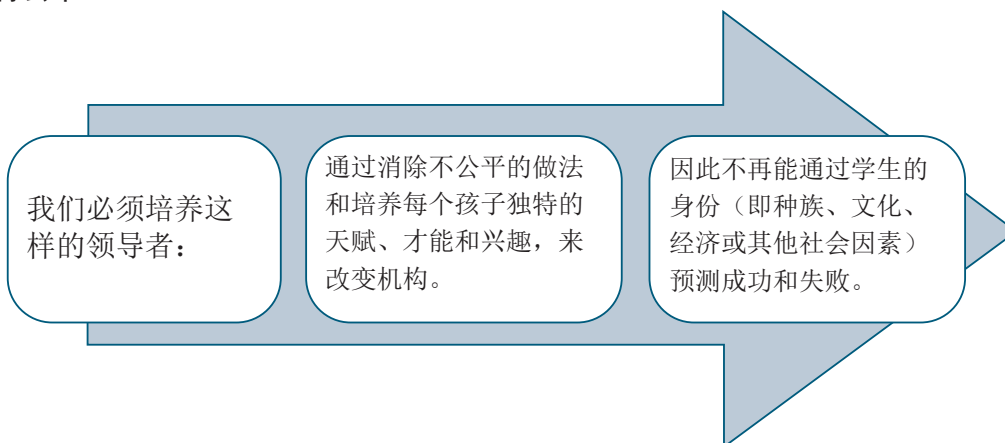 我们必须培养这
样的领导者：
通过消除不公平的做法
和培养每个孩子独特的
天赋、才能和兴趣，来
改变机构。
因此不再能通过学生的
身份（即种族、文化、
经济或其他社会因素）
预测成功和失败。